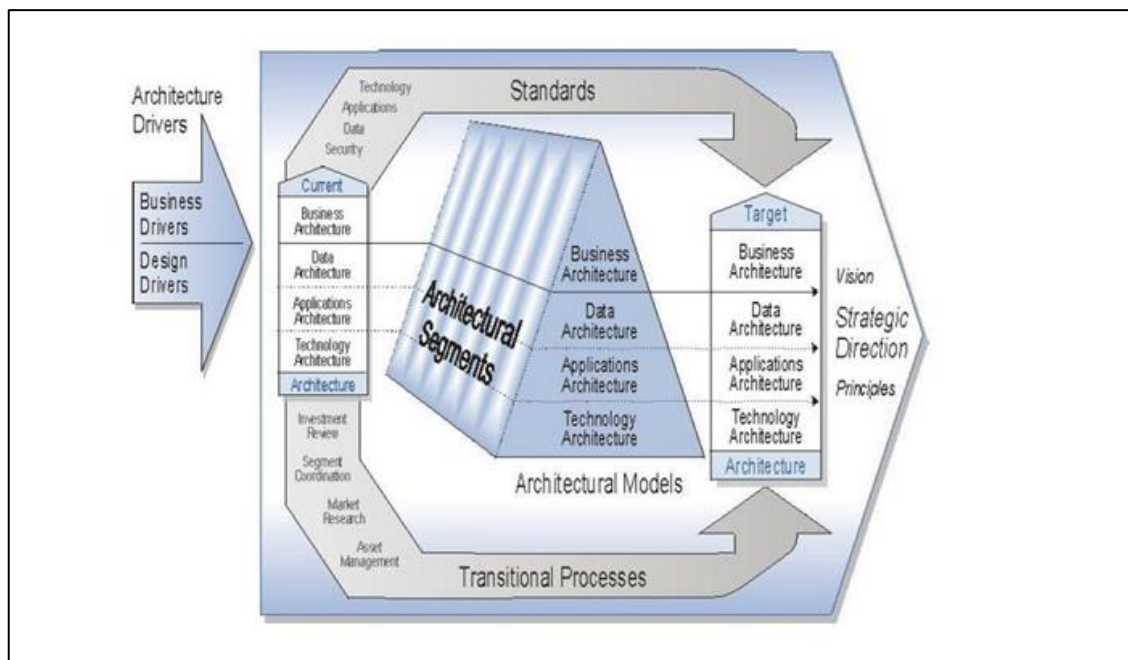 Architecture
Drivers
Business
Drivers
Design
Drivers
Technology
Applications
Data
Security
Standards
Current
Business
Architecture
Data
Architecture
Applications
Architecture
Technology
Architecture
Architecture
Investment
Review
Segment
Coordination
Market
Research
Asset
Management
Transitional Processes
Architectural
Segments
Business
Architecture
Data
Architecture
Applications
Architecture
Technology
Architecture
Architectural Models
Target
Business
Architecture
Data
Architecture
Applications
Architecture
Technology
Architecture
Architecture
Vision
Strategic
Direction
Principles